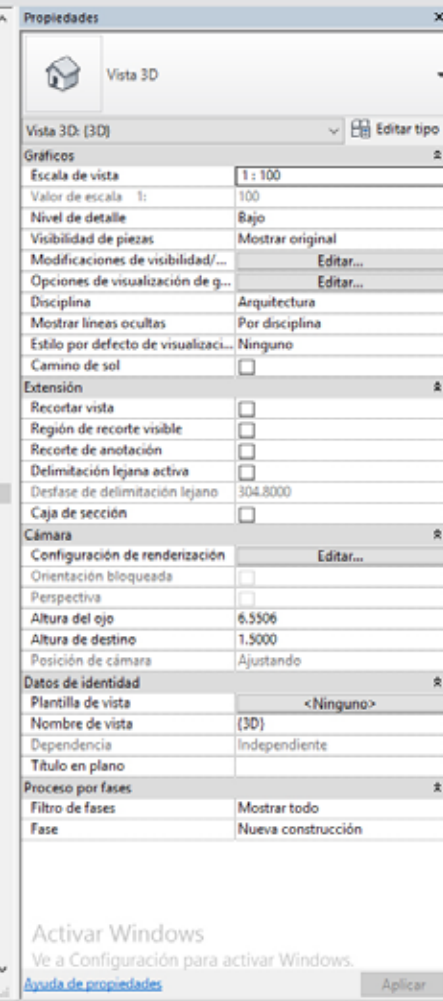 Propiedades
Vista 3D
Vista 3D: {3D}
Editar tipo
Gráficos
Escala de vista 1 : 100
Valor de escala 1: 100
Nivel de detalle Bajo
Visibilidad de piezas Mostrar original
Modificaciones de visibilidad/... Editar...
Opciones de visualización de g... Editar...
Disciplina Arquitectura
Mostrar líneas ocultas Por disciplina
Estilo por defecto de visualizaci... Ninguno
Camino de sol
Extensión
Recortar vista
Región de recorte visible
Recorte de anotación
Delimitación lejana activa
Desfase de delimitación lejano 304.8000
Caja de sección
Cámara
Configuración de renderización Editar...
Orientación bloqueada
Perspectiva
Altura del ojo 6.5506
Altura de destino 1.5000
Posición de cámara Ajustando
Datos de identidad
Plantilla de vista <Ninguno>
Nombre de vista {3D}
Dependencia Independiente
Título en plano
Proceso por fases
Filtro de fases Mostrar todo
Fase Nueva construcción
Activar Windows
Ve a Configuración para activar Windows.
Ayuda de propiedades
Aplicar